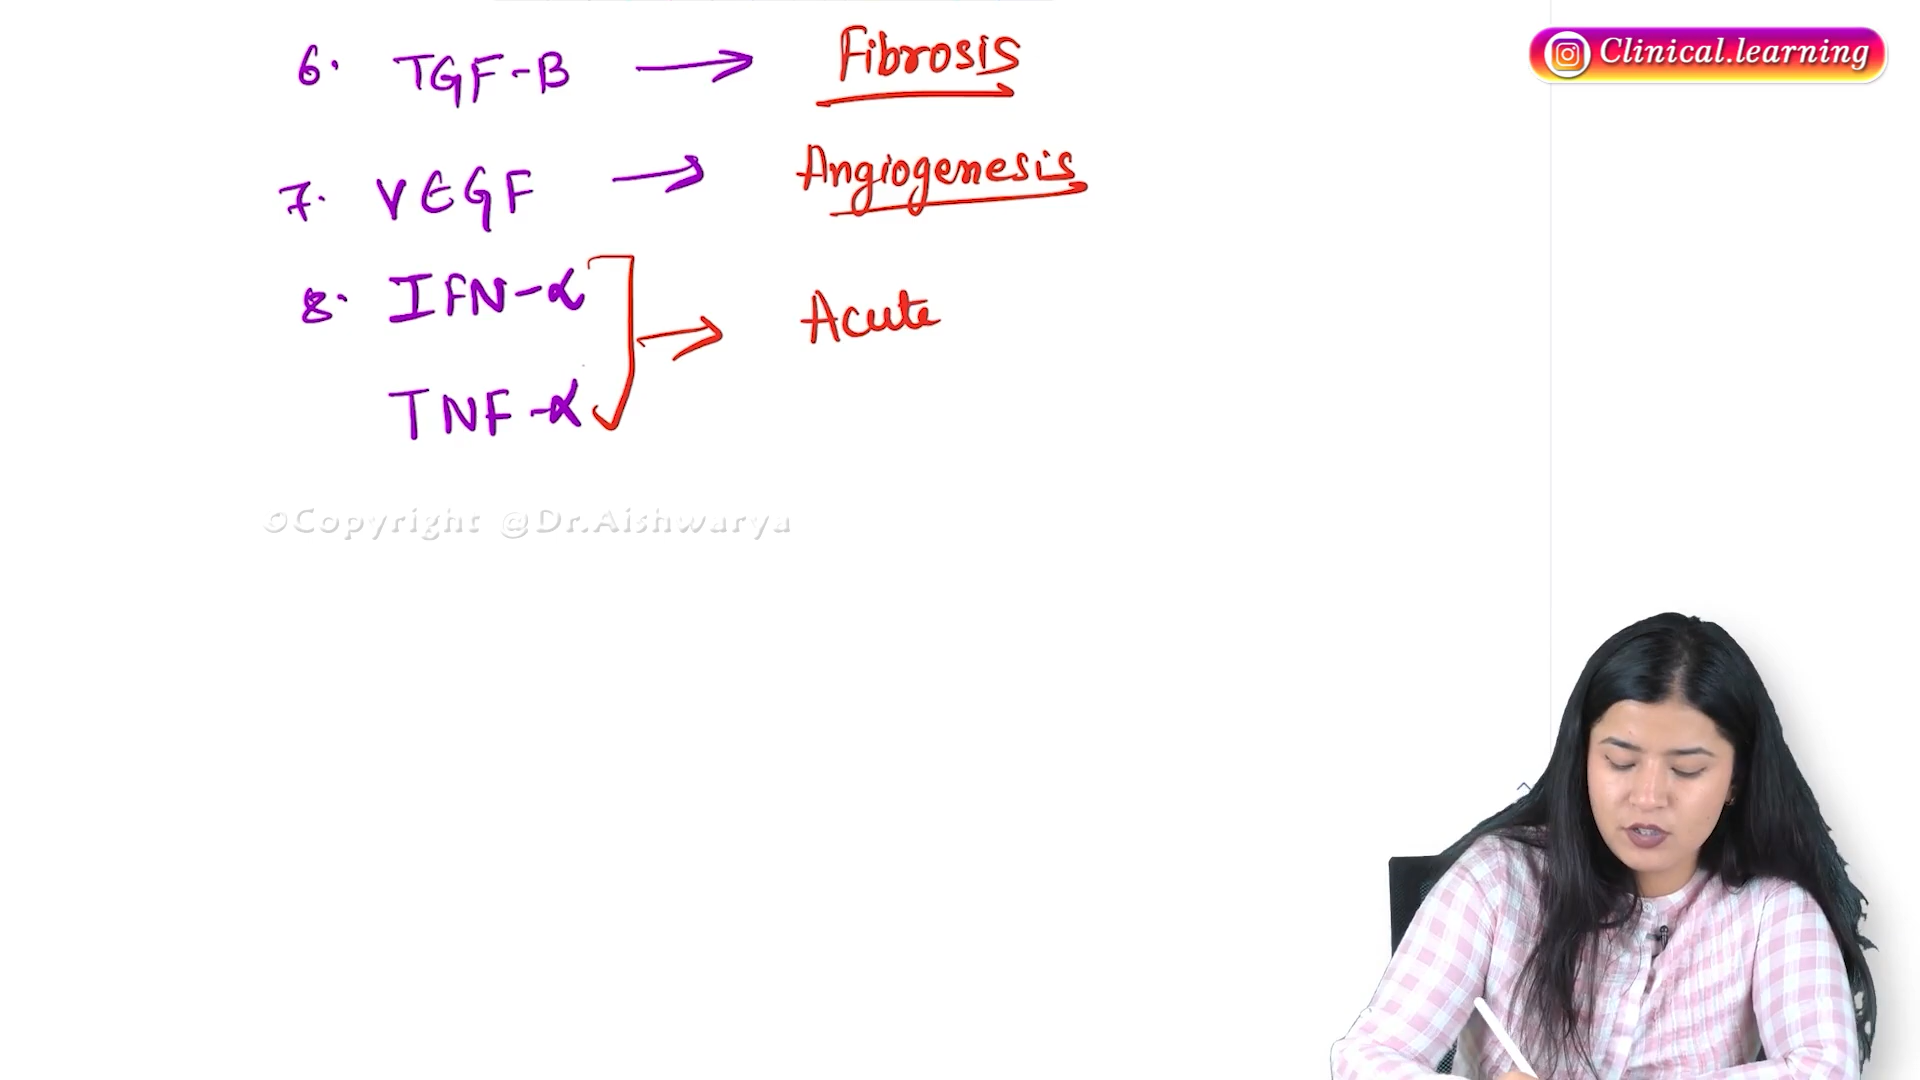 Clinical.learning
6. TGF-B → Fibrosis
7. VEGF → Angiogenesis
8. IFN-α
TNF-α → Acute
©Copyright @Dr.Aishwarya